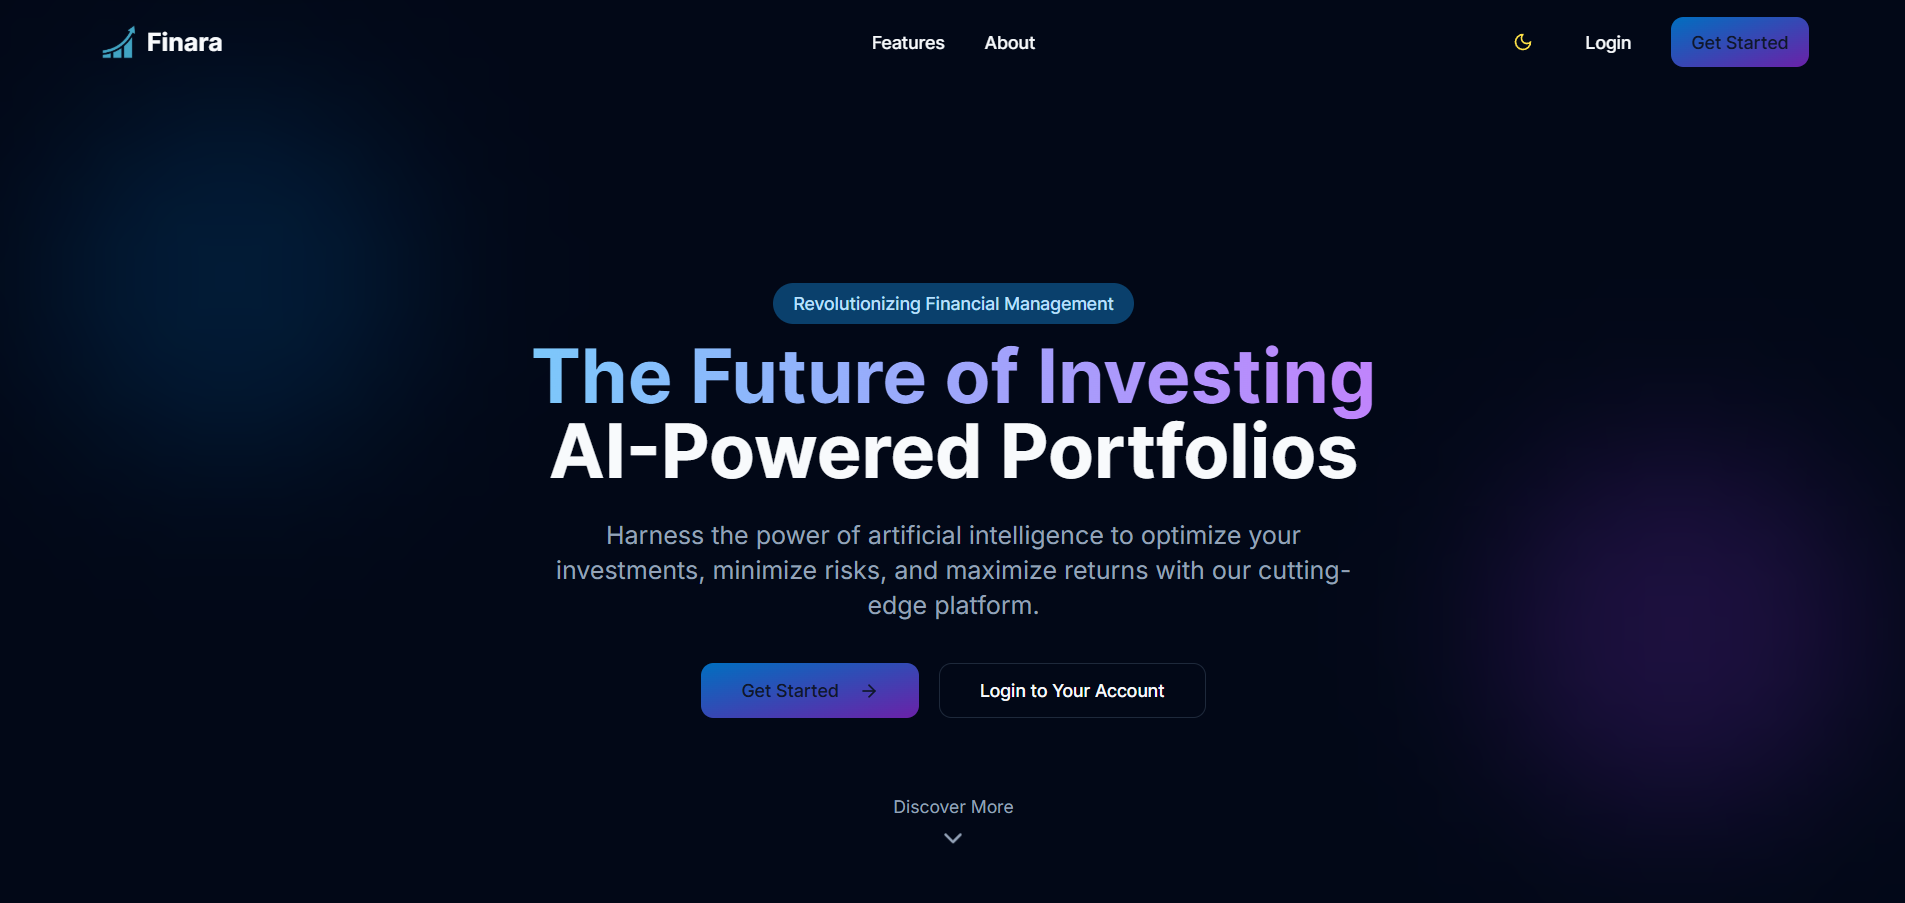 Finara
Features
About
Login
Get Started
Revolutionizing Financial Management
The Future of Investing
AI-Powered Portfolios
Harness the power of artificial intelligence to optimize your
investments, minimize risks, and maximize returns with our cutting-
edge platform.
Get Started
Login to Your Account
Discover More